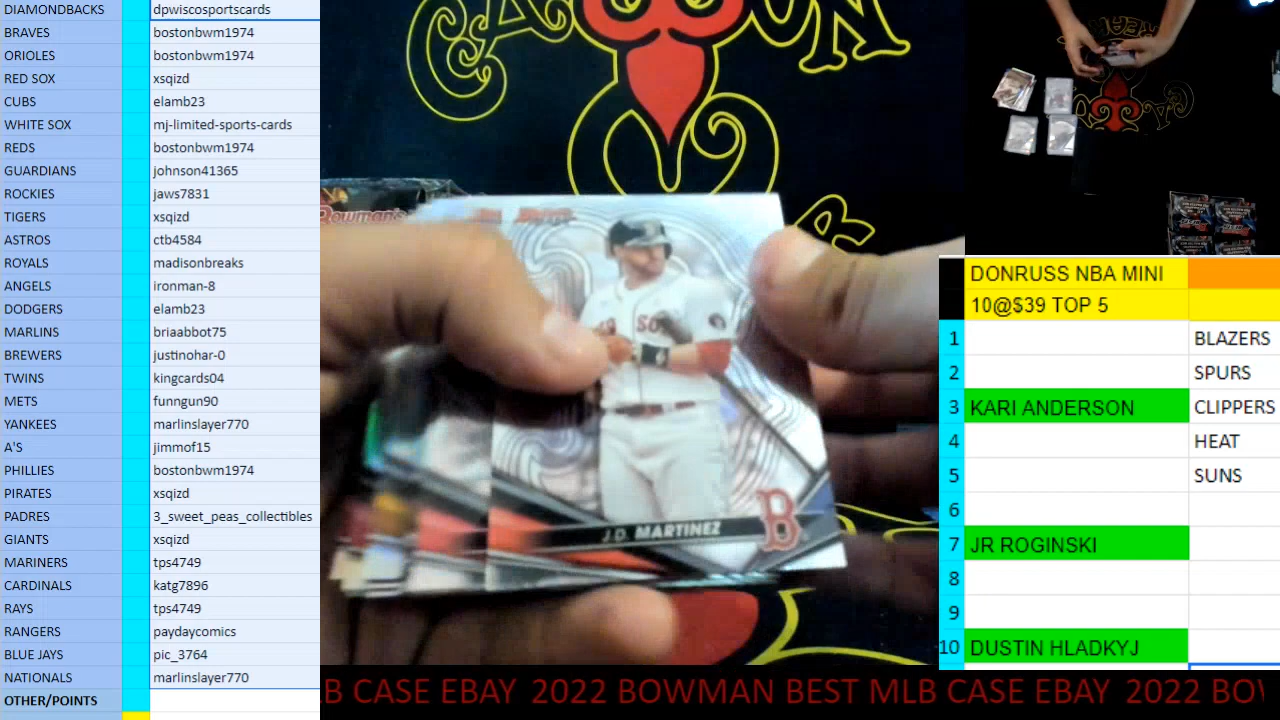 DIAMONDBACKS dpwiscosportscards
BRAVES bostonbwm1974
ORIOLES bostonbwm1974
RED SOX xsqizd
CUBS elamb23
WHITE SOX mj-limited-sports-cards
REDS bostonbwm1974
GUARDIANS johnson41365
ROCKIES jaws7831
TIGERS xsqizd
ASTROS ctb4584
ROYALS madisonbreaks
ANGELS ironman-8
DODGERS elamb23
MARLINS briaabbot75
BREWERS justinohar-0
TWINS kingcards04
METS funngun90
YANKEES marlinslayer770
A'S jimmof15
PHILLIES bostonbwm1974
PIRATES xsqizd
PADRES 3_sweet_peas_collectibles
GIANTS xsqizd
MARINERS tps4749
CARDINALS katg7896
RAYS tps4749
RANGERS paydaycomics
BLUE JAYS pic_3764
NATIONALS marlinslayer770
OTHER/POINTS
Bowman's
J.D. MARTINEZ
B
DONRUSS NBA MINI
10@$39 TOP 5
1 BLAZERS
2 SPURS
3 KARI ANDERSON CLIPPERS
4 HEAT
5 SUNS
6
7 JR ROGINSKI
8
9
10 DUSTIN HLADKYJ
B CASE EBAY 2022 BOWMAN BEST MLB CASE EBAY 2022 BOW